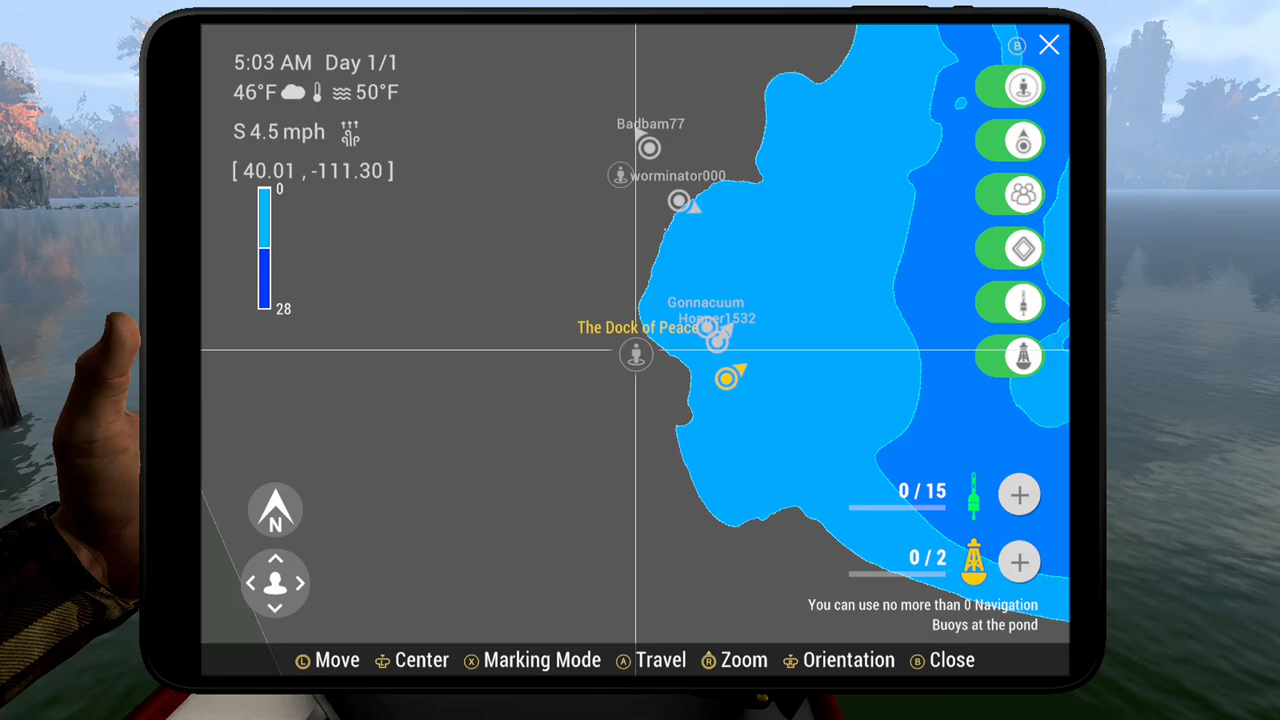 5:03 AM Day 1/1
46°F 50°F
S 4.5 mph
[ 40.01 , -111.30 ]
0
28
Badbam77
worminator000
Gonnacuum
Hopper1532
The Dock of Peace
B
N
0 / 15
0 / 2
You can use no more than 0 Navigation
Buoys at the pond
L Move Center X Marking Mode A Travel R Zoom Orientation B Close